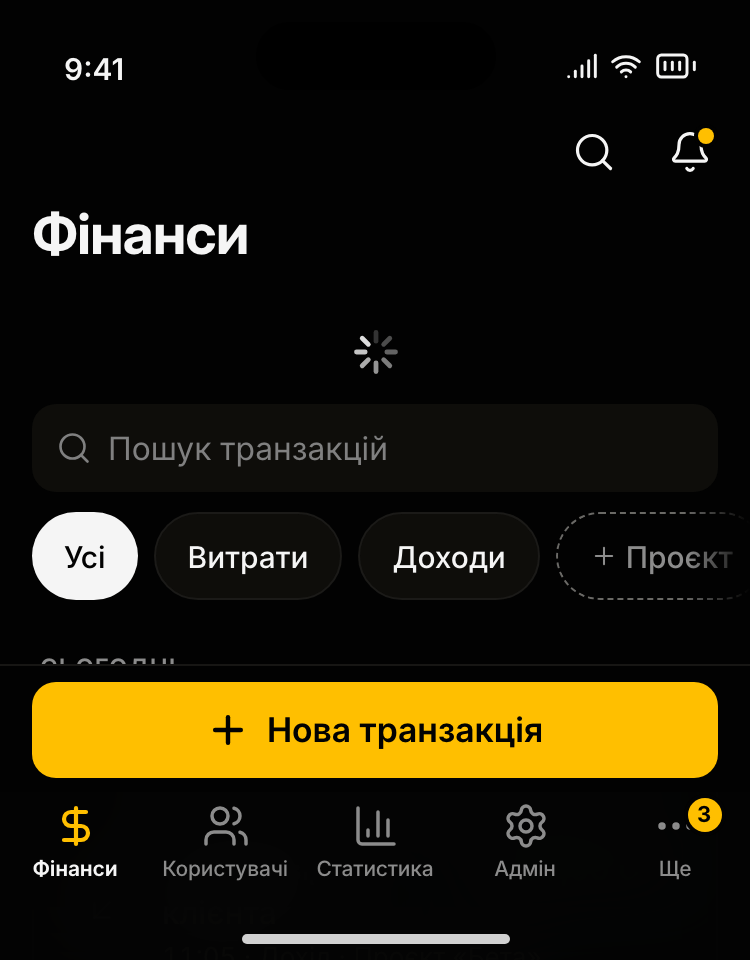 9:41
Фінанси
Пошук транзакцій
Усі
Витрати
Доходи
+ Проєкт
+ Нова транзакція
3
Фінанси
Користувачі
Статистика
Адмін
Ще